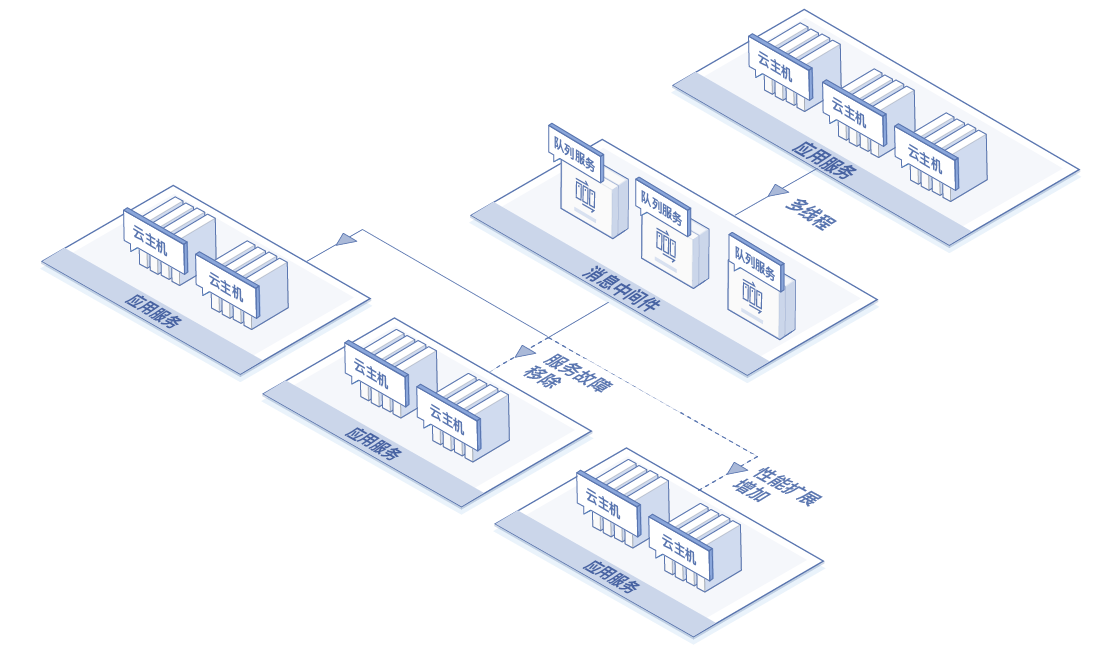 云主机
云主机
云主机
应用服务
多线程
队列服务
队列服务
队列服务
消息中间件
云主机
云主机
应用服务
服务故障
移除
云主机
云主机
应用服务
性能扩展
增加
云主机
云主机
应用服务